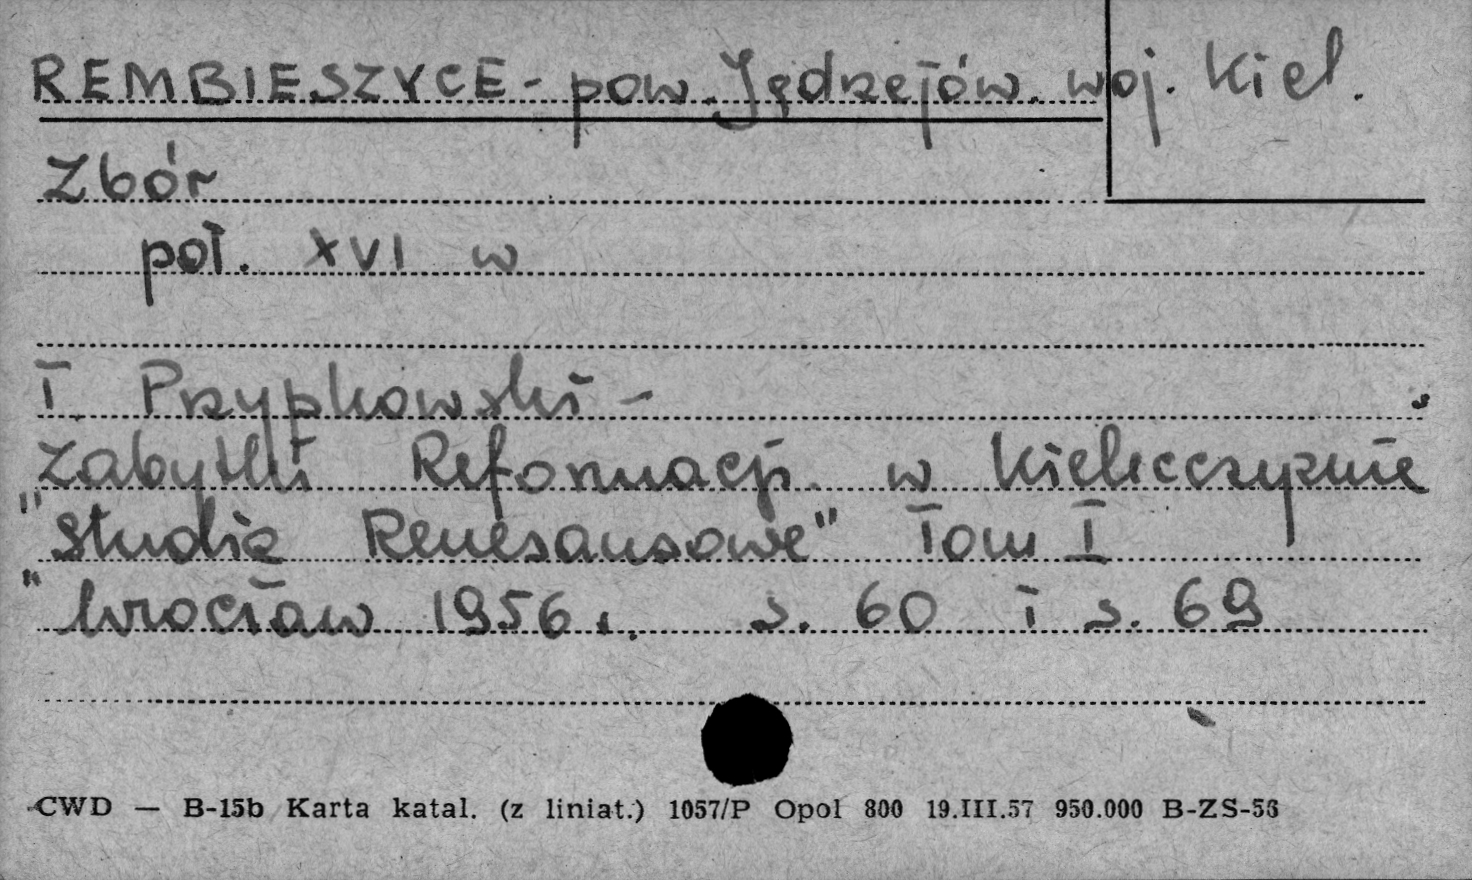 REMBIESZYCE - pow. Jędrzejów. woj. Kiel.
Zbór
poł. XVI w
T. Przypkowski -
Zabytki Reformacji w Kielecczyźnie
"Studia Renesansowe" Tom I
"Wrocław 1956 r. s. 60 i s. 69
CWD — B-15b Karta katal. (z liniat.) 1057/P Opol 800 19.III.57 950.000 B-ZS-56